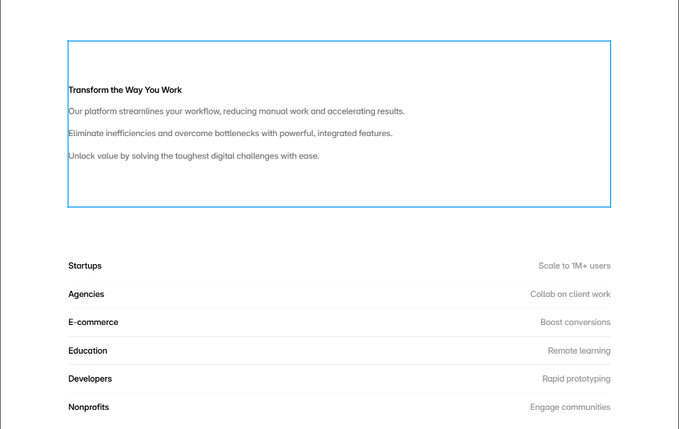 Transform the Way You Work
Our platform streamlines your workflow, reducing manual work and accelerating results.
Eliminate inefficiencies and overcome bottlenecks with powerful, integrated features.
Unlock value by solving the toughest digital challenges with ease.
Startups Scale to 1M+ users
Agencies Collab on client work
E-commerce Boost conversions
Education Remote learning
Developers Rapid prototyping
Nonprofits Engage communities